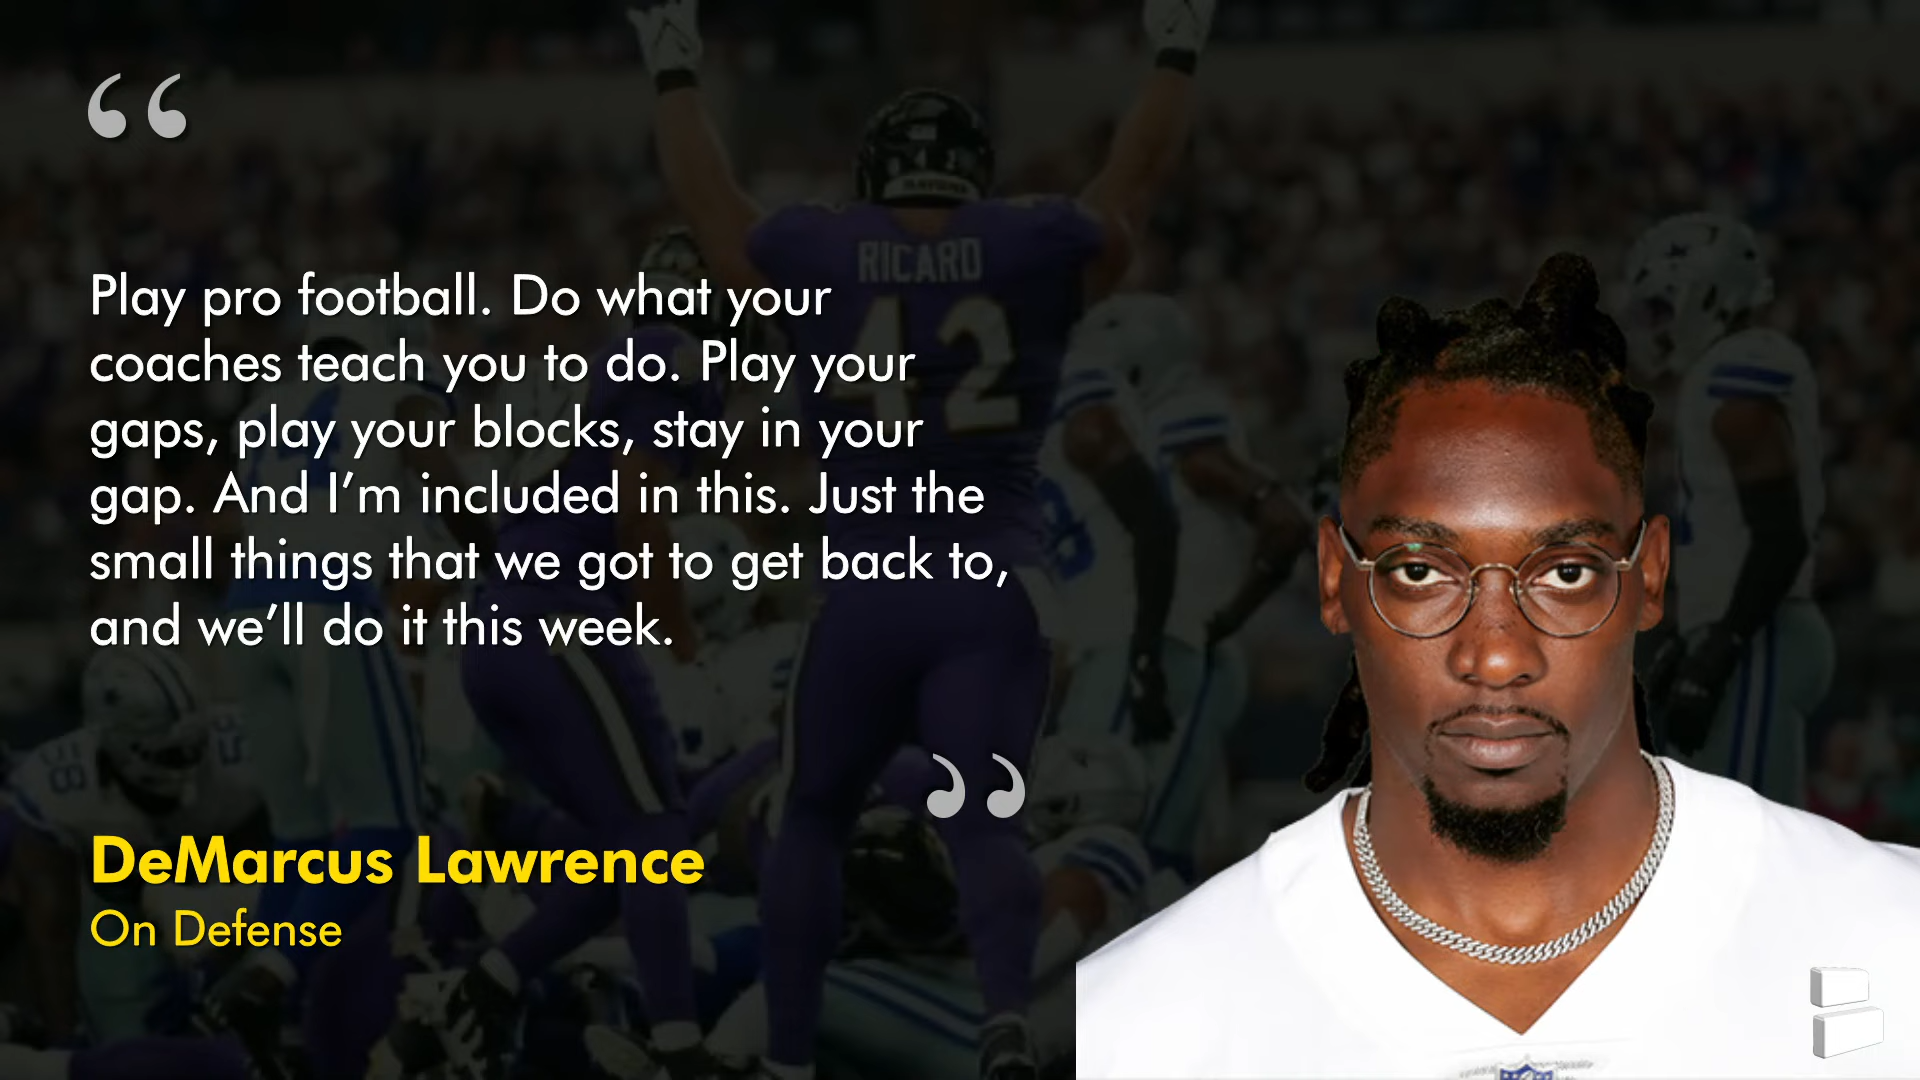 “
Play pro football. Do what your
coaches teach you to do. Play your
gaps, play your blocks, stay in your
gap. And I’m included in this. Just the
small things that we got to get back to,
and we’ll do it this week.
”
DeMarcus Lawrence
On Defense
RICARD
42